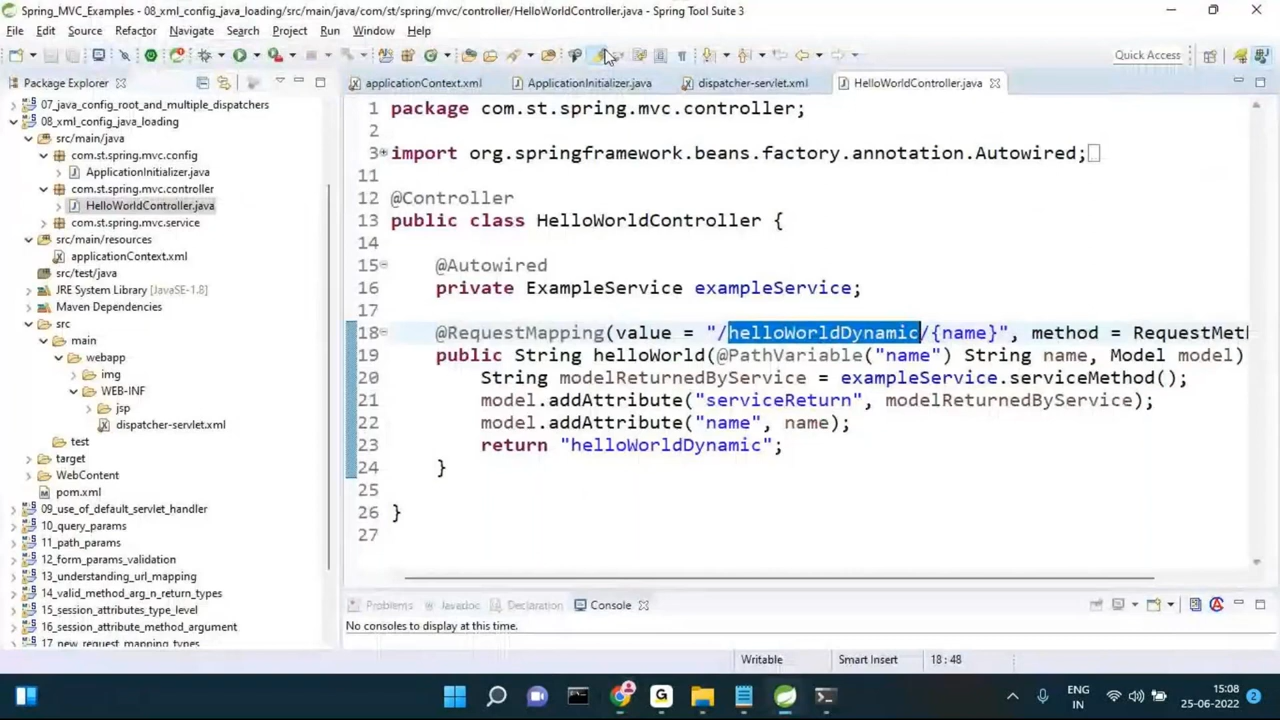 Spring_MVC_Examples - 08_xml_config_java_loading/src/main/java/com/st/spring/mvc/controller/HelloWorldController.java - Spring Tool Suite 3
File Edit Source Refactor Navigate Search Project Run Window Help
Quick Access
Package Explorer
07_java_config_root_and_multiple_dispatchers
08_xml_config_java_loading
src/main/java
com.st.spring.mvc.config
ApplicationInitializer.java
com.st.spring.mvc.controller
HelloWorldController.java
com.st.spring.mvc.service
src/main/resources
applicationContext.xml
src/test/java
JRE System Library [JavaSE-1.8]
Maven Dependencies
src
main
webapp
img
WEB-INF
jsp
dispatcher-servlet.xml
test
target
WebContent
pom.xml
09_use_of_default_servlet_handler
10_query_params
11_path_params
12_form_params_validation
13_understanding_url_mapping
14_valid_method_arg_n_return_types
15_session_attributes_type_level
16_session_attribute_method_argument
17_new_request_mapping_types
applicationContext.xml ApplicationInitializer.java dispatcher-servlet.xml HelloWorldController.java
1 package com.st.spring.mvc.controller;
2
3 import org.springframework.beans.factory.annotation.Autowired;
11
12 @Controller
13 public class HelloWorldController {
14
15 @Autowired
16 private ExampleService exampleService;
17
18 @RequestMapping(value = "/helloWorldDynamic/{name}", method = RequestMet
19 public String helloWorld(@PathVariable("name") String name, Model model)
20 String modelReturnedByService = exampleService.serviceMethod();
21 model.addAttribute("serviceReturn", modelReturnedByService);
22 model.addAttribute("name", name);
23 return "helloWorldDynamic";
24 }
25
26 }
27
Problems Javadoc Declaration Console
No consoles to display at this time.
Writable Smart Insert 18 : 48
ENG
IN
15:08
25-06-2022
2